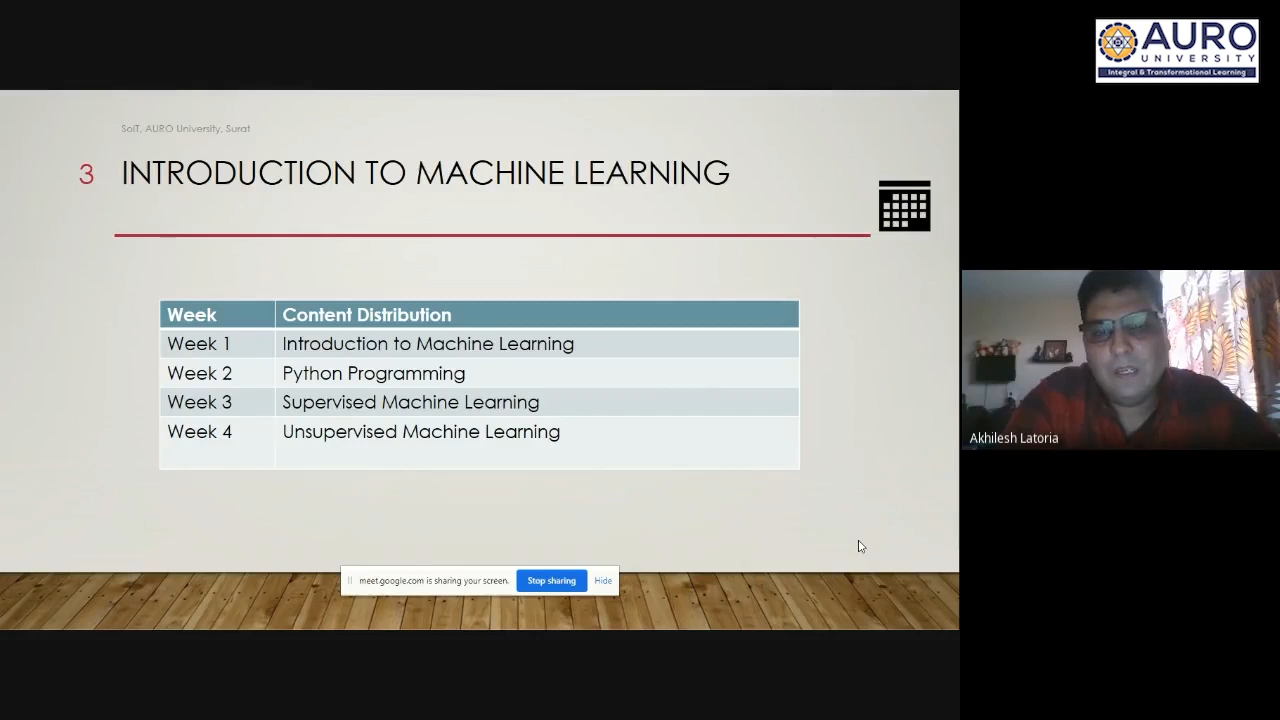 AURO
UNIVERSITY
Integral & Transformational Learning
SoIT, AURO University, Surat
3 INTRODUCTION TO MACHINE LEARNING
Week Content Distribution
Week 1 Introduction to Machine Learning
Week 2 Python Programming
Week 3 Supervised Machine Learning
Week 4 Unsupervised Machine Learning
Akhilesh Latoria
meet.google.com is sharing your screen. Stop sharing Hide